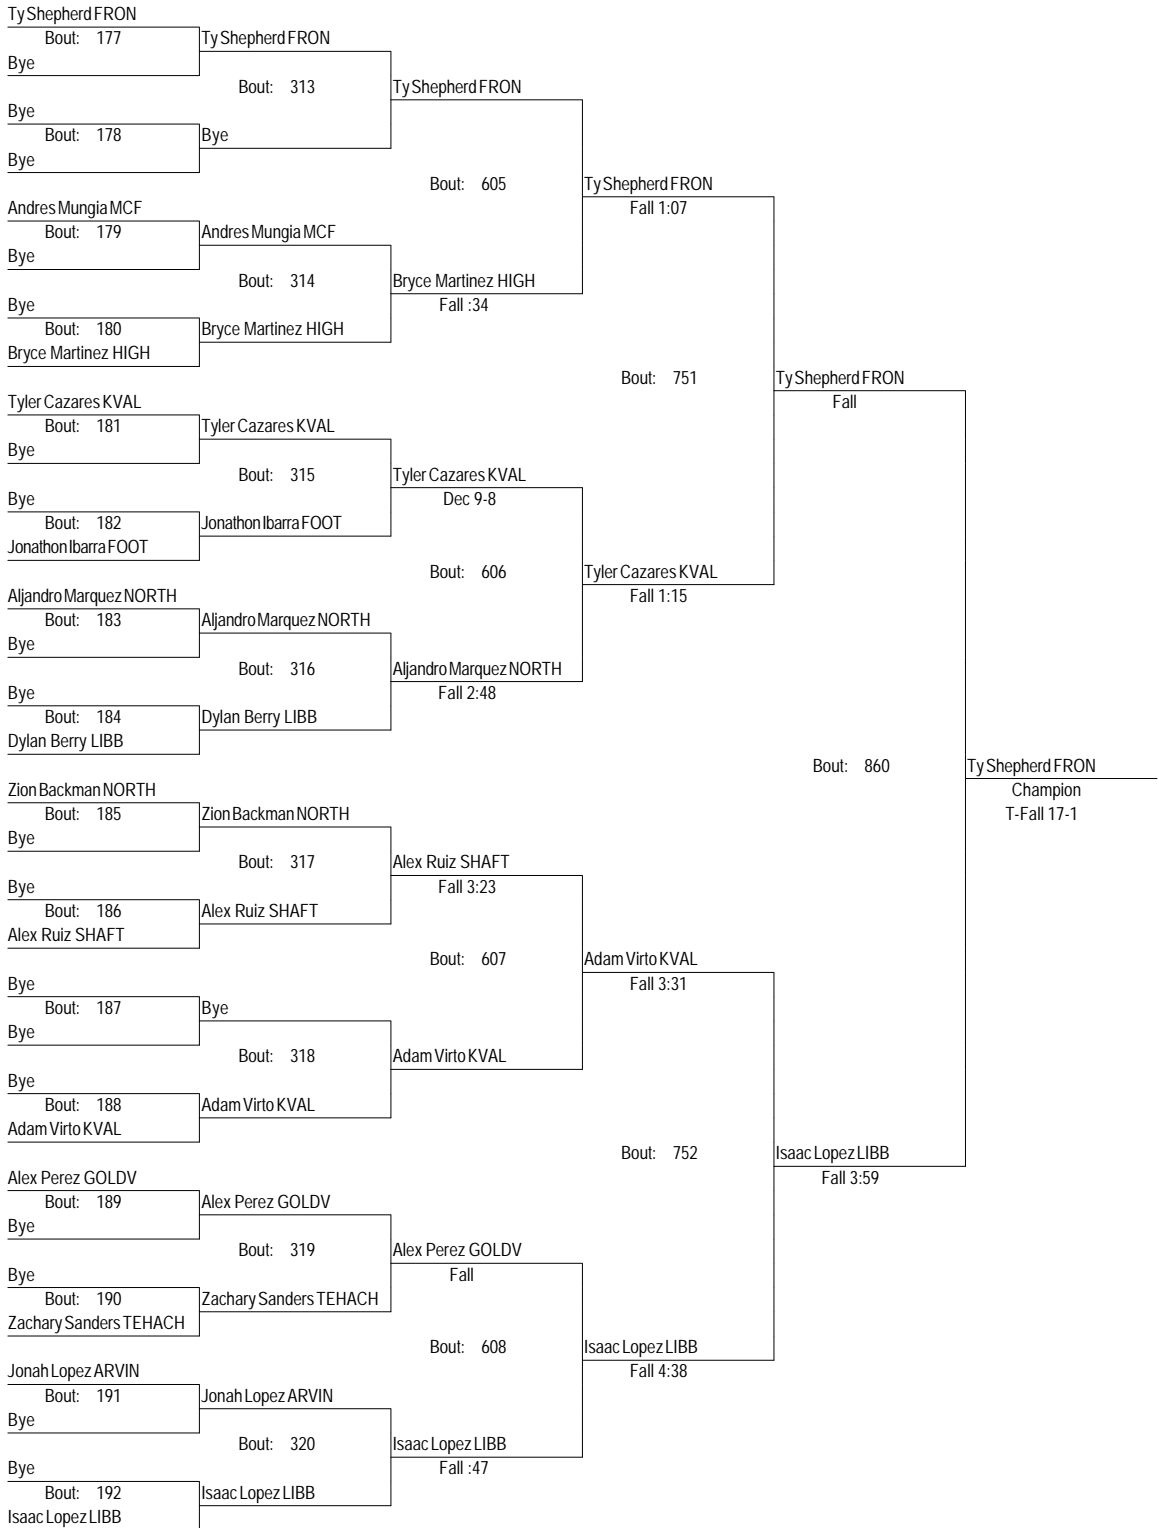 Ty Shepherd FRON
Bout: 177
Ty Shepherd FRON
Bye
Bout: 313
Ty Shepherd FRON
Bye
Bout: 178
Bye
Bye
Bout: 605
Ty Shepherd FRON
Andres Mungia MCF
Fall 1:07
Bout: 179
Andres Mungia MCF
Bye
Bout: 314
Bryce Martinez HIGH
Bye
Fall :34
Bout: 180
Bryce Martinez HIGH
Bryce Martinez HIGH
Bout: 751
Ty Shepherd FRON
Tyler Cazares KVAL
Fall
Bout: 181
Tyler Cazares KVAL
Bye
Bout: 315
Tyler Cazares KVAL
Bye
Dec 9-8
Bout: 182
Jonathon Ibarra FOOT
Jonathon Ibarra FOOT
Bout: 606
Tyler Cazares KVAL
Aljandro Marquez NORTH
Fall 1:15
Bout: 183
Aljandro Marquez NORTH
Bye
Bout: 316
Aljandro Marquez NORTH
Bye
Fall 2:48
Bout: 184
Dylan Berry LIBB
Dylan Berry LIBB
Bout: 860
Ty Shepherd FRON
Zion Backman NORTH
Champion
Bout: 185
Zion Backman NORTH
T-Fall 17-1
Bye
Bout: 317
Alex Ruiz SHAFT
Bye
Fall 3:23
Bout: 186
Alex Ruiz SHAFT
Alex Ruiz SHAFT
Bout: 607
Adam Virto KVAL
Bye
Fall 3:31
Bout: 187
Bye
Bye
Bout: 318
Adam Virto KVAL
Bye
Bout: 188
Adam Virto KVAL
Adam Virto KVAL
Bout: 752
Isaac Lopez LIBB
Alex Perez GOLDV
Fall 3:59
Bout: 189
Alex Perez GOLDV
Bye
Bout: 319
Alex Perez GOLDV
Bye
Fall
Bout: 190
Zachary Sanders TEHACH
Zachary Sanders TEHACH
Bout: 608
Isaac Lopez LIBB
Jonah Lopez ARVIN
Fall 4:38
Bout: 191
Jonah Lopez ARVIN
Bye
Bout: 320
Isaac Lopez LIBB
Bye
Fall :47
Bout: 192
Isaac Lopez LIBB
Isaac Lopez LIBB